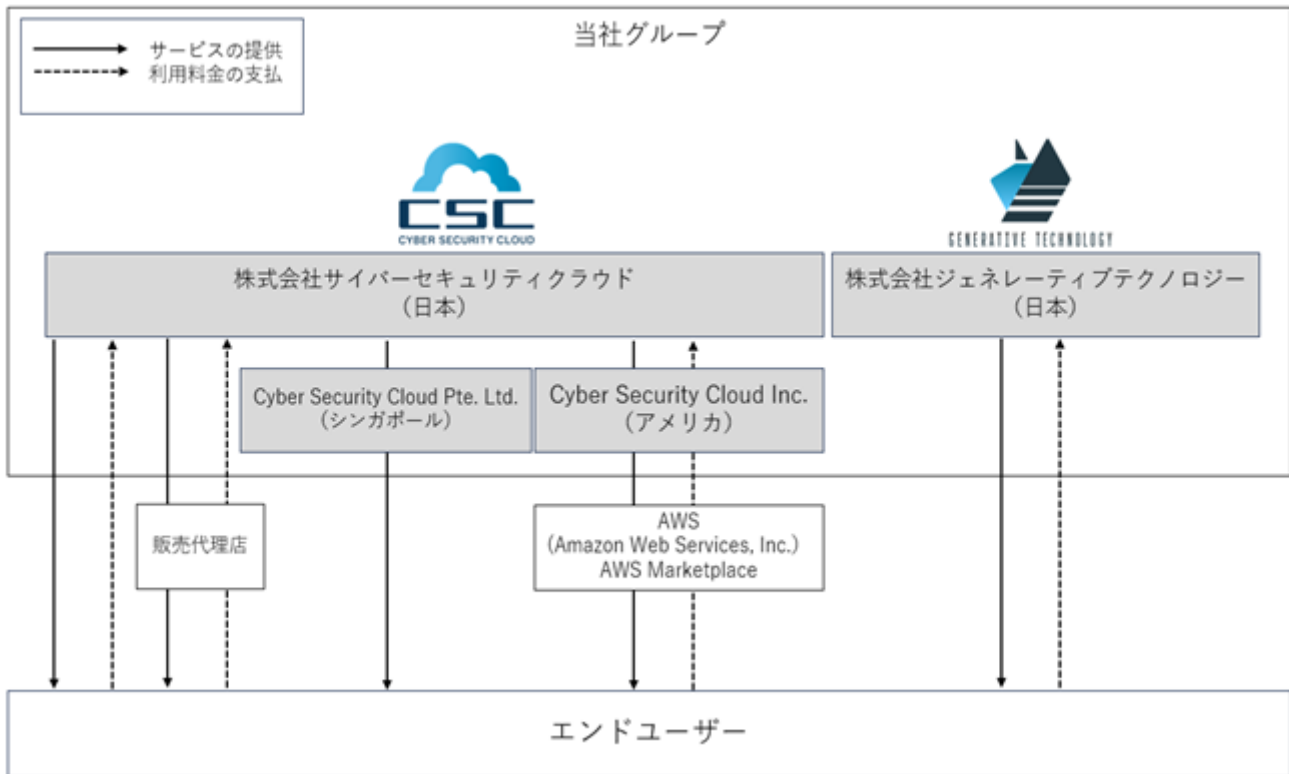 当社グループ
サービスの提供
利用料金の支払
CSC
CYBER SECURITY CLOUD
GENERATIVE TECHNOLOGY
株式会社サイバーセキュリティクラウド
（日本）
株式会社ジェネレーティブテクノロジー
（日本）
Cyber Security Cloud Pte. Ltd.
（シンガポール）
Cyber Security Cloud Inc.
（アメリカ）
販売代理店
AWS
（Amazon Web Services, Inc.）
AWS Marketplace
エンドユーザー